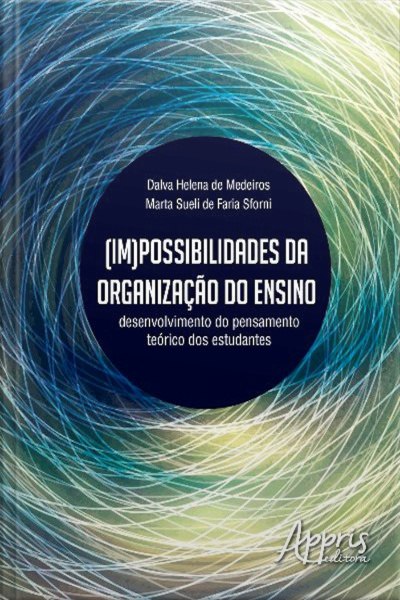 Dalva Helena de Medeiros
Marta Sueli de Faria Sforni
(IM)POSSIBILIDADES DA
ORGANIZAÇÃO DO ENSINO
desenvolvimento do pensamento
teórico dos estudantes
Appris
editora